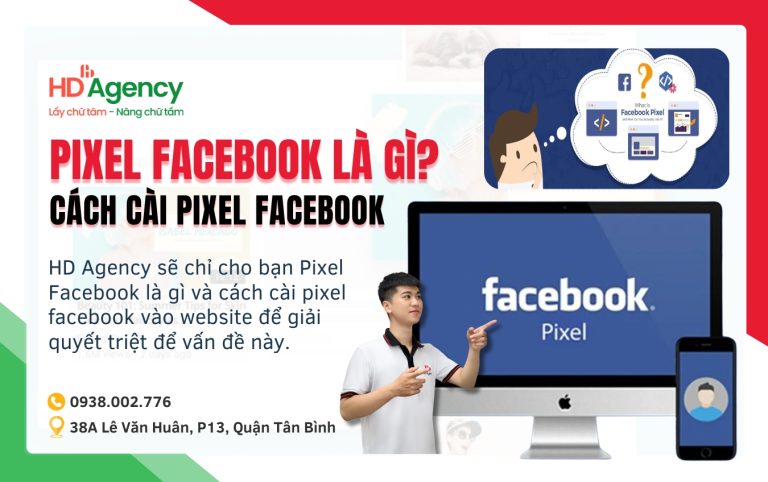 HD Agency
Lấy chữ tâm - Nâng chữ tầm
PIXEL FACEBOOK LÀ GÌ?
CÁCH CÀI PIXEL FACEBOOK
HD Agency sẽ chỉ cho bạn Pixel
Facebook là gì và cách cài pixel
facebook vào website để giải
quyết triệt để vấn đề này.
0938.002.776
38A Lê Văn Huân, P13, Quận Tân Bình
What is
Facebook Pixel
facebook
Pixel